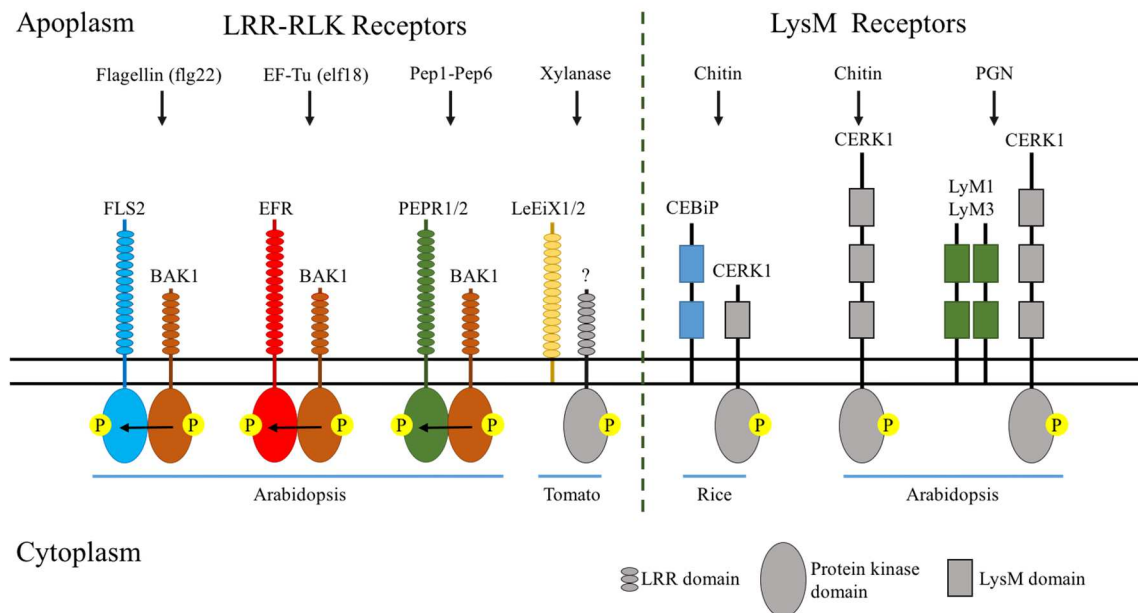 Apoplasm
LRR-RLK Receptors
LysM Receptors
Flagellin (flg22)
EF-Tu (elf18)
Pep1-Pep6
Xylanase
Chitin
Chitin
PGN
CERK1
CERK1
LyM1
LyM3
FLS2
EFR
PEPR1/2
LeEiX1/2
CEBiP
BAK1
BAK1
BAK1
?
CERK1
P
P
P
P
P
P
P
P
P
P
Arabidopsis
Tomato
Rice
Arabidopsis
Cytoplasm
LRR domain
Protein kinase
domain
LysM domain